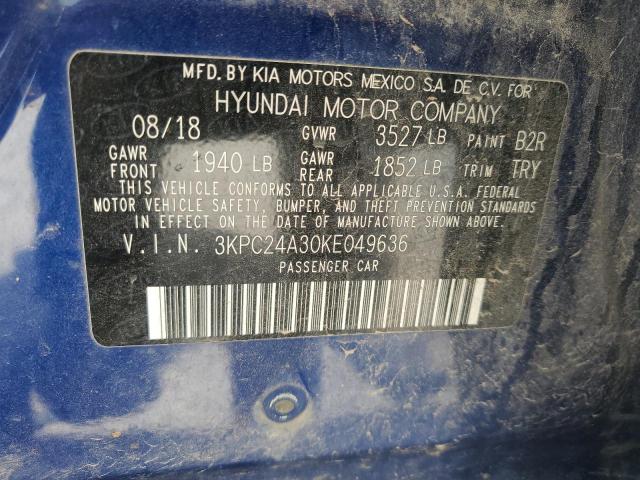 MFD. BY KIA MOTORS MEXICO S.A. DE C.V. FOR
HYUNDAI MOTOR COMPANY
08/18 GVWR 3527 LB PAINT B2R
GAWR FRONT 1940 LB GAWR REAR 1852 LB TRIM TRY
THIS VEHICLE CONFORMS TO ALL APPLICABLE U.S.A. FEDERAL
MOTOR VEHICLE SAFETY, BUMPER, AND THEFT PREVENTION STANDARDS
IN EFFECT ON THE DATE OF MANUFACTURE SHOWN ABOVE.
V.I.N. 3KPC24A30KE049636
PASSENGER CAR